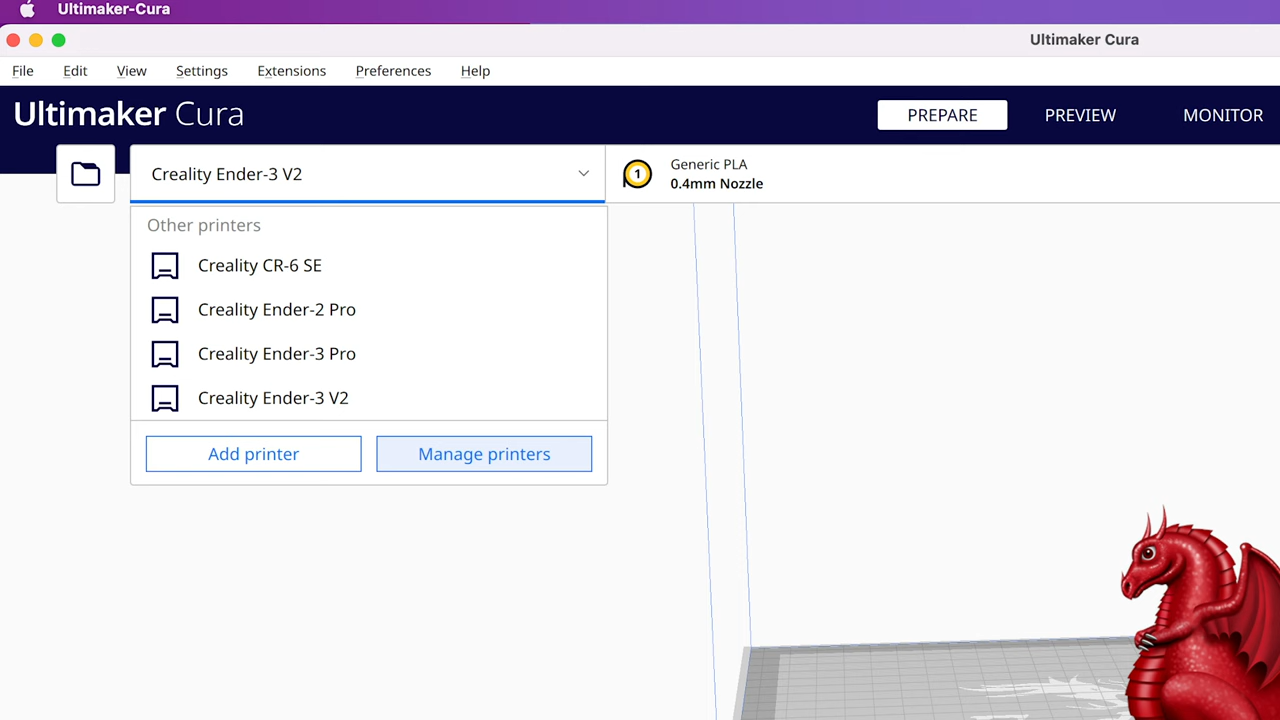 Ultimaker-Cura
Ultimaker Cura
File Edit View Settings Extensions Preferences Help
Ultimaker Cura
PREPARE PREVIEW MONITOR
Creality Ender-3 V2
1
Generic PLA
0.4mm Nozzle
Other printers
Creality CR-6 SE
Creality Ender-2 Pro
Creality Ender-3 Pro
Creality Ender-3 V2
Add printer Manage printers